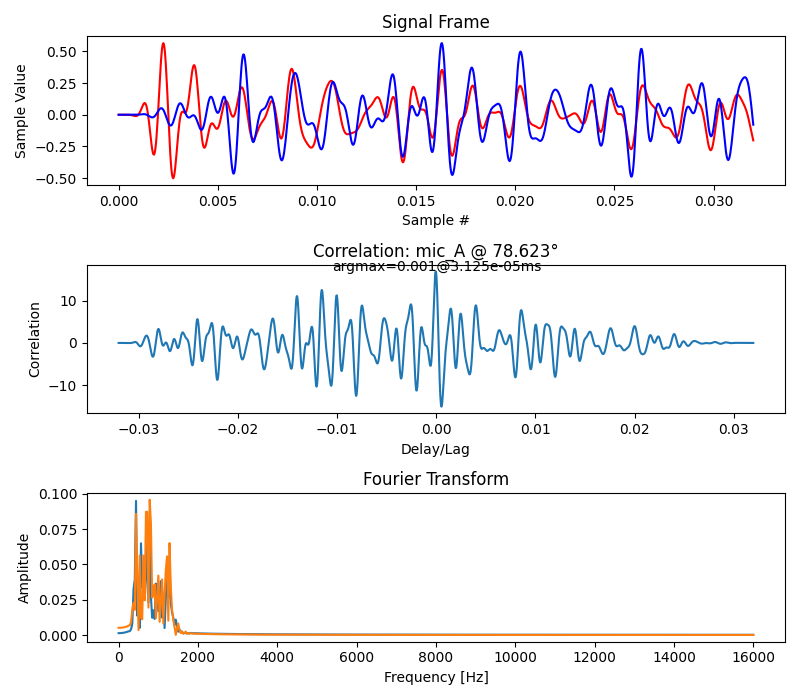 Signal Frame
Sample Value
0.50
0.25
0.00
−0.25
−0.50
0.000 0.005 0.010 0.015 0.020 0.025 0.030
Sample #
Correlation: mic_A @ 78.623°
argmax=0.001@3.125e-05ms
Correlation
10
0
−10
−0.03 −0.02 −0.01 0.00 0.01 0.02 0.03
Delay/Lag
Fourier Transform
Amplitude
0.100
0.075
0.050
0.025
0.000
0 2000 4000 6000 8000 10000 12000 14000 16000
Frequency [Hz]